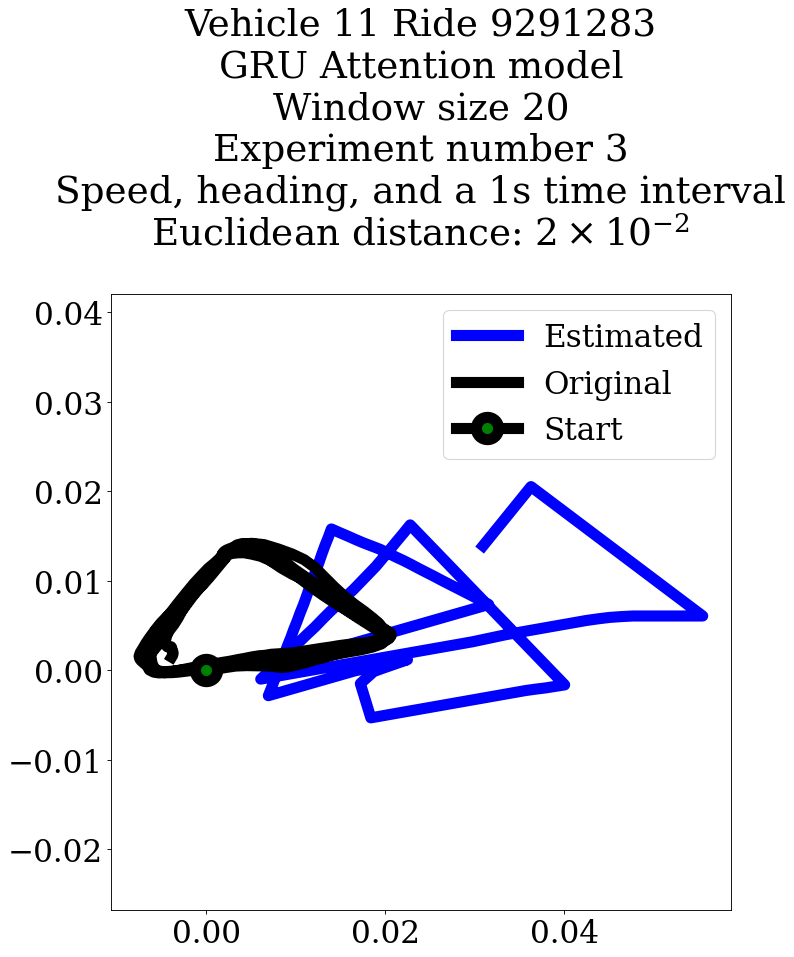 Vehicle 11 Ride 9291283
GRU Attention model
Window size 20
Experiment number 3
Speed, heading, and a 1s time interval
Euclidean distance: 2 × 10⁻²
Estimated
Original
Start
0.04
0.03
0.02
0.01
0.00
−0.01
−0.02
0.00 0.02 0.04